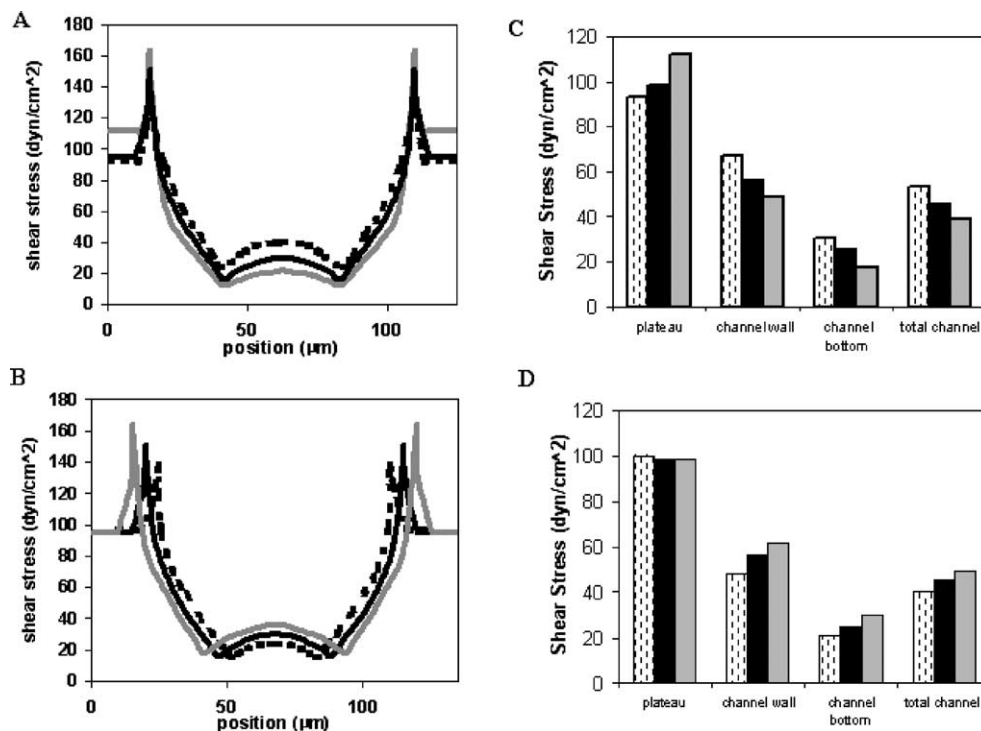 A
shear stress (dyn/cm^2)
180
160
140
120
100
80
60
40
20
0
0
50
100
position (µm)
C
Shear Stress (dyn/cm^2)
120
100
80
60
40
20
0
plateau
channel wall
channel
bottom
total channel
B
shear stress (dyn/cm^2)
180
160
140
120
100
80
60
40
20
0
0
50
100
position (µm)
D
Shear Stress (dyn/cm^2)
120
100
80
60
40
20
0
plateau
channel wall
channel
bottom
total channel